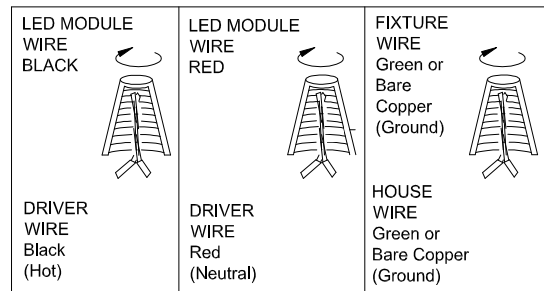 LED MODULE
WIRE
BLACK
DRIVER
WIRE
Black
(Hot)
LED MODULE
WIRE
RED
DRIVER
WIRE
Red
(Neutral)
FIXTURE
WIRE
Green or
Bare
Copper
(Ground)
HOUSE
WIRE
Green or
Bare Copper
(Ground)